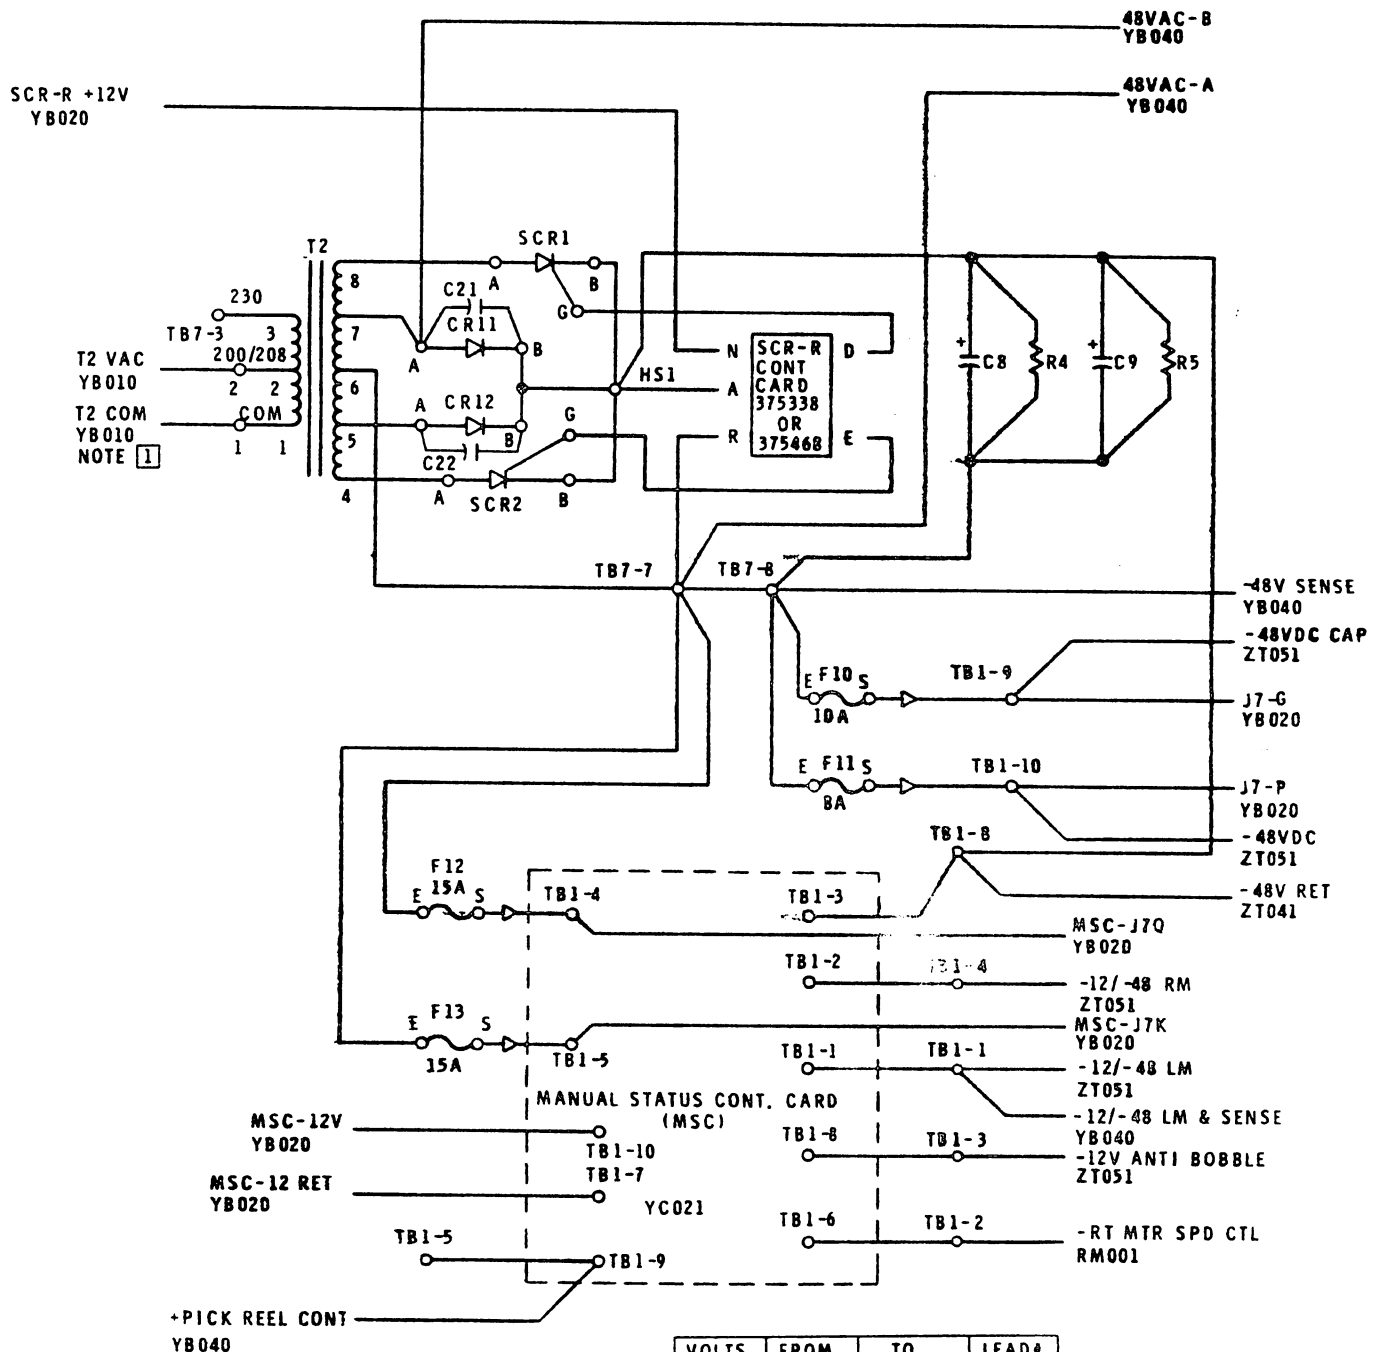 48VAC-B
YB040
48VAC-A
YB040
SCR-R +12V
YB020
T2
SCR1
8
A
B
C21
G
230
TB7-3
3
7
CR11
A
B
200/208
T2 VAC
YB010
2
2
6
HS1
N
SCR-R
D
CONT
A
CARD
375338
OR
R
375468
E
+
C8
R4
+
C9
R5
T2 COM
YB010
NOTE 1
COM
1
1
A
CR12
G
5
B
C22
4
A
SCR2
B
TB7-7
TB7-8
-48V SENSE
YB040
-48VDC CAP
ZT051
E
F10
S
10A
TB1-9
J7-G
YB020
E
F11
S
8A
TB1-10
J7-P
YB020
TB1-8
-48VDC
ZT051
-48V RET
ZT041
F12
15A
E
S
TB1-4
TB1-3
MSC-J7Q
YB020
TB1-2
TB1-4
-12/-48 RM
ZT051
F13
E
S
15A
TB1-5
MSC-J7K
YB020
TB1-1
TB1-1
-12/-48 LM
ZT051
MANUAL STATUS CONT. CARD
(MSC)
-12/-48 LM & SENSE
YB040
MSC-12V
YB020
TB1-10
TB1-8
TB1-3
-12V ANTI BOBBLE
ZT051
MSC-12 RET
YB020
TB1-7
YC021
TB1-6
TB1-2
-RT MTR SPD CTL
RM001
TB1-5
TB1-9
+PICK REEL CONT
YB040
VOLTS FROM TO LEAD#